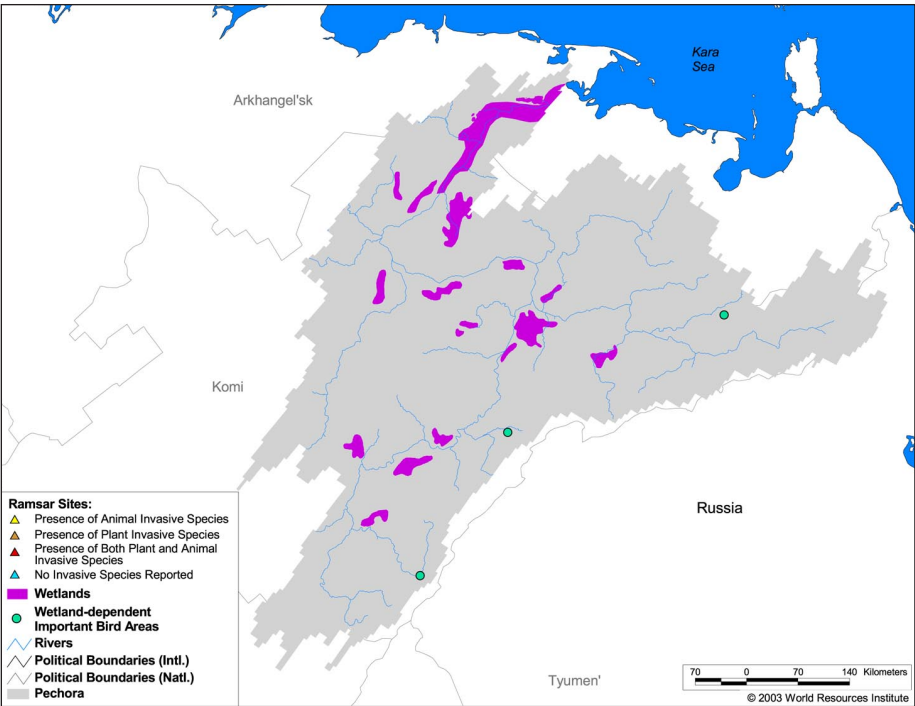 Kara
Sea
Arkhangel'sk
Komi
Russia
Tyumen'
Ramsar Sites:
Presence of Animal Invasive Species
Presence of Plant Invasive Species
Presence of Both Plant and Animal
Invasive Species
No Invasive Species Reported
Wetlands
Wetland-dependent
Important Bird Areas
Rivers
Political Boundaries (Intl.)
Political Boundaries (Natl.)
Pechora
70 0 70 140 Kilometers
© 2003 World Resources Institute